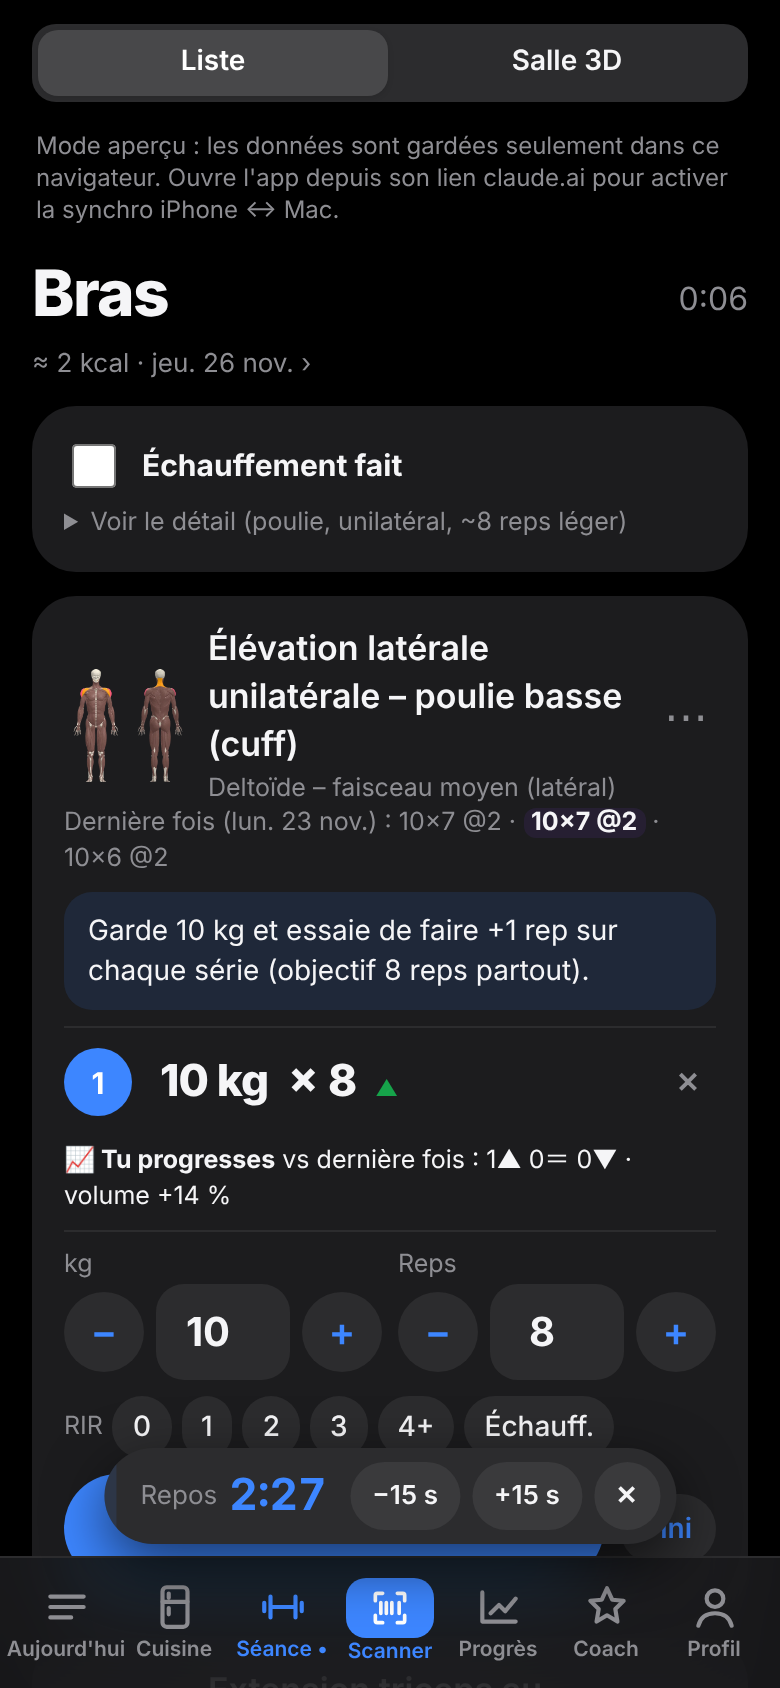 Liste
Salle 3D
Mode aperçu : les données sont gardées seulement dans ce
navigateur. Ouvre l'app depuis son lien claude.ai pour activer
la synchro iPhone ↔ Mac.
Bras
0:06
≈ 2 kcal · jeu. 26 nov. ›
Échauffement fait
▶ Voir le détail (poulie, unilatéral, ~8 reps léger)
Élévation latérale
unilatérale – poulie basse
(cuff)
...
Deltoïde – faisceau moyen (latéral)
Dernière fois (lun. 23 nov.) : 10×7 @2 · 10×7 @2 ·
10×6 @2
Garde 10 kg et essaie de faire +1 rep sur
chaque série (objectif 8 reps partout).
1 10 kg × 8 ▲ ×
📈 Tu progresses vs dernière fois : 1▲ 0＝ 0▼ ·
volume +14 %
kg
Reps
− 10 + − 8 +
RIR 0 1 2 3 4+ Échauff.
Repos 2:27 −15 s +15 s ×
Aujourd'hui Cuisine Séance • Scanner Progrès Coach Profil